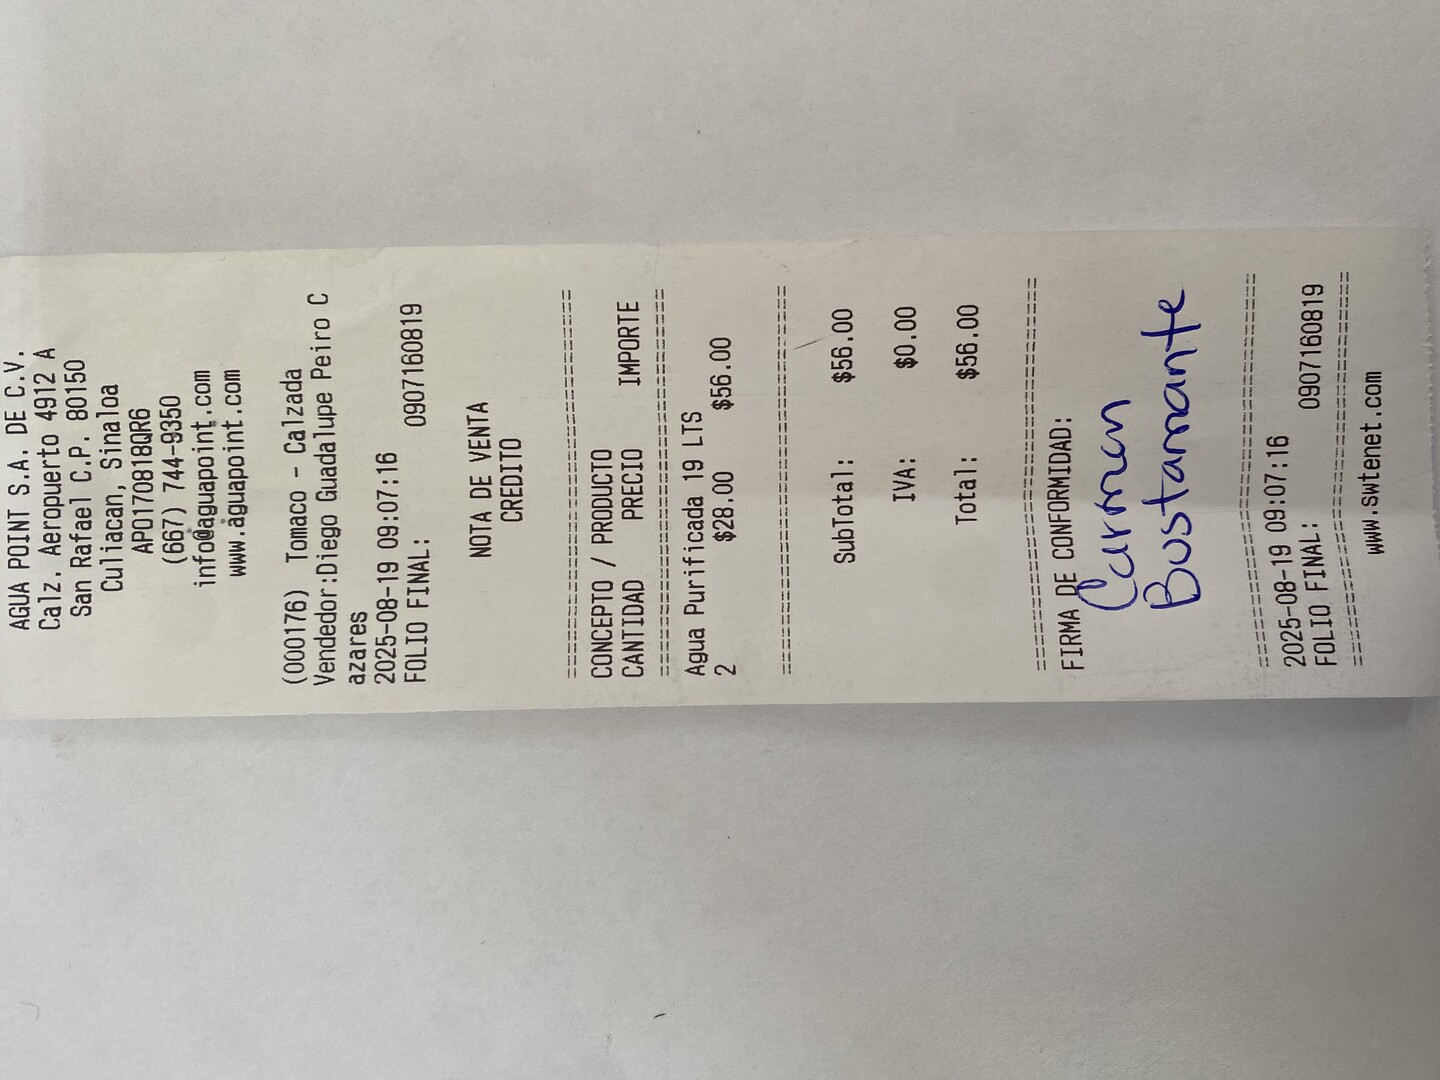 AGUA POINT S.A. DE C.V.
Calz. Aeropuerto 4912 A
San Rafael C.P. 80150
Culiacan, Sinaloa
APO170818QR6
(667) 744-9350
info@aguapoint.com
www.aguapoint.com
(000176) Tomaco - Calzada
Vendedor:Diego Guadalupe Peiro C
azares
2025-08-19 09:07:16
FOLIO FINAL: 0907160819
NOTA DE VENTA
CREDITO
================================
CONCEPTO / PRODUCTO
CANTIDAD PRECIO IMPORTE
================================
Agua Purificada 19 LTS
2 $28.00 $56.00
================================
SubTotal: $56.00
IVA: $0.00
Total: $56.00
================================
FIRMA DE CONFORMIDAD:
Carmen
Bustamante
================================
2025-08-19 09:07:16
FOLIO FINAL: 0907160819
================================
www.swtenet.com